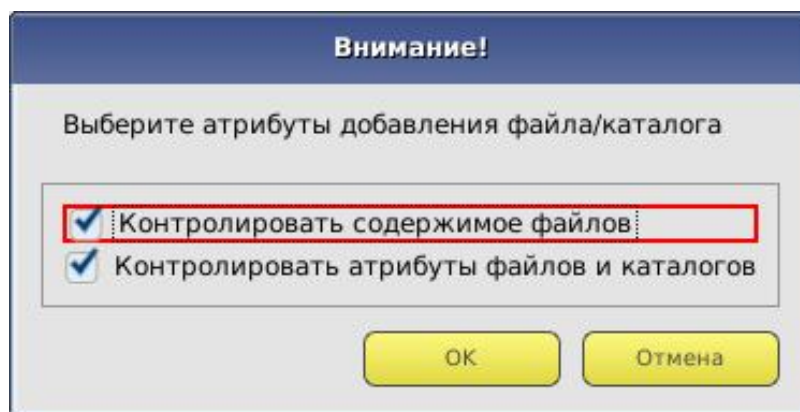 Внимание!
Выберите атрибуты добавления файла/каталога
Контролировать содержимое файлов
Контролировать атрибуты файлов и каталогов
OK
Отмена